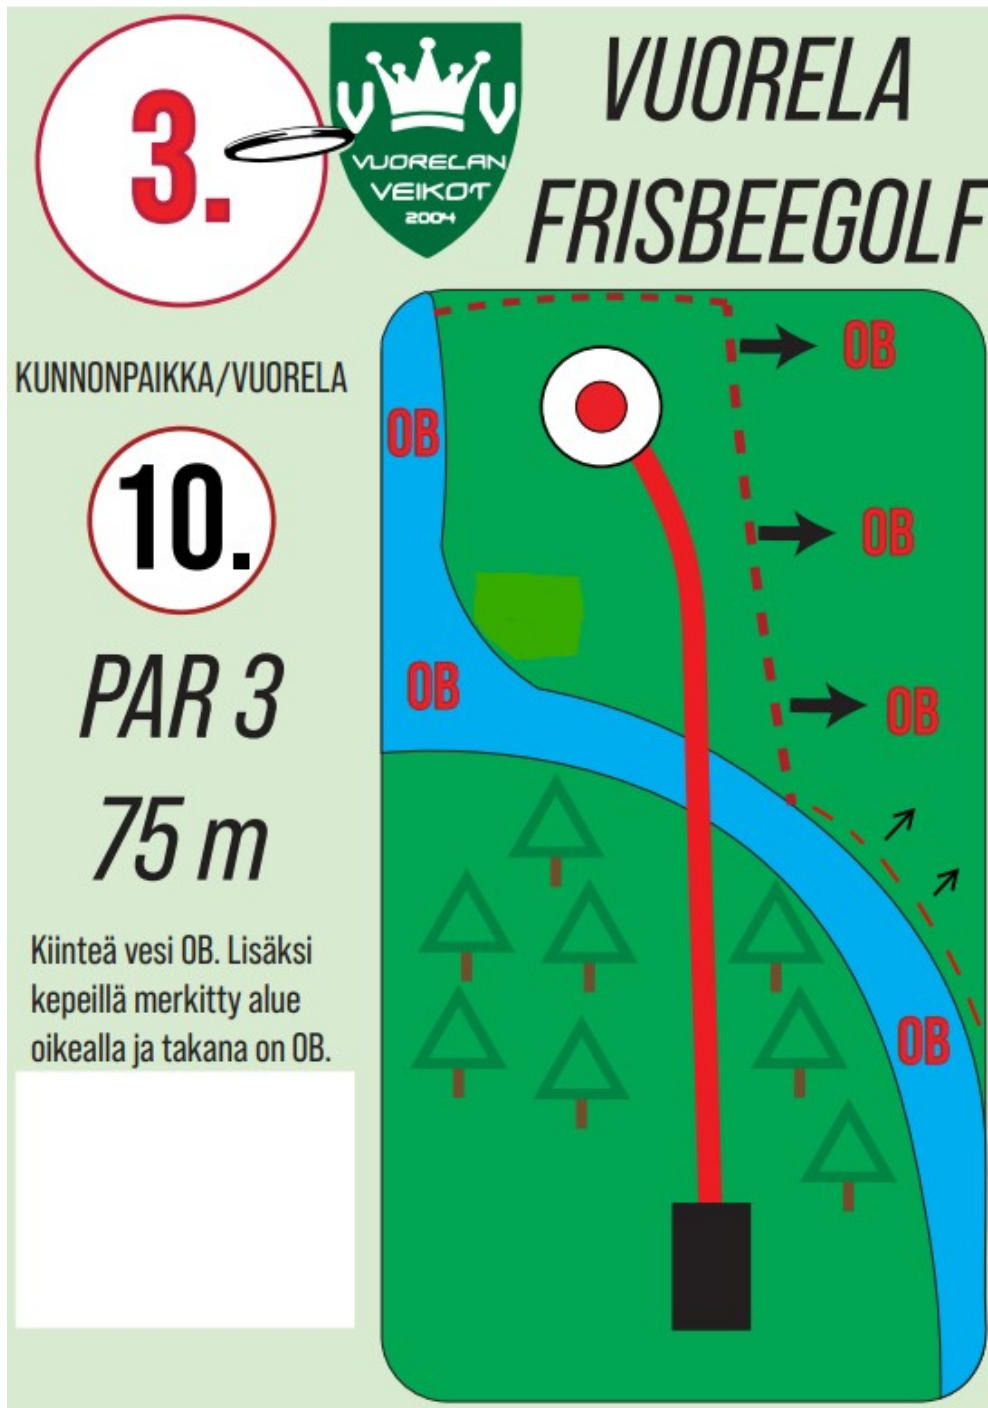 3.
V V
VUORELAN
VEIKOT
2004
VUORELA
FRISBEEGOLF
KUNNONPAIKKA/VUORELA
10.
PAR 3
75 m
Kiinteä vesi OB. Lisäksi
kepeillä merkitty alue
oikealla ja takana on OB.
OB
OB
OB
OB
OB
OB